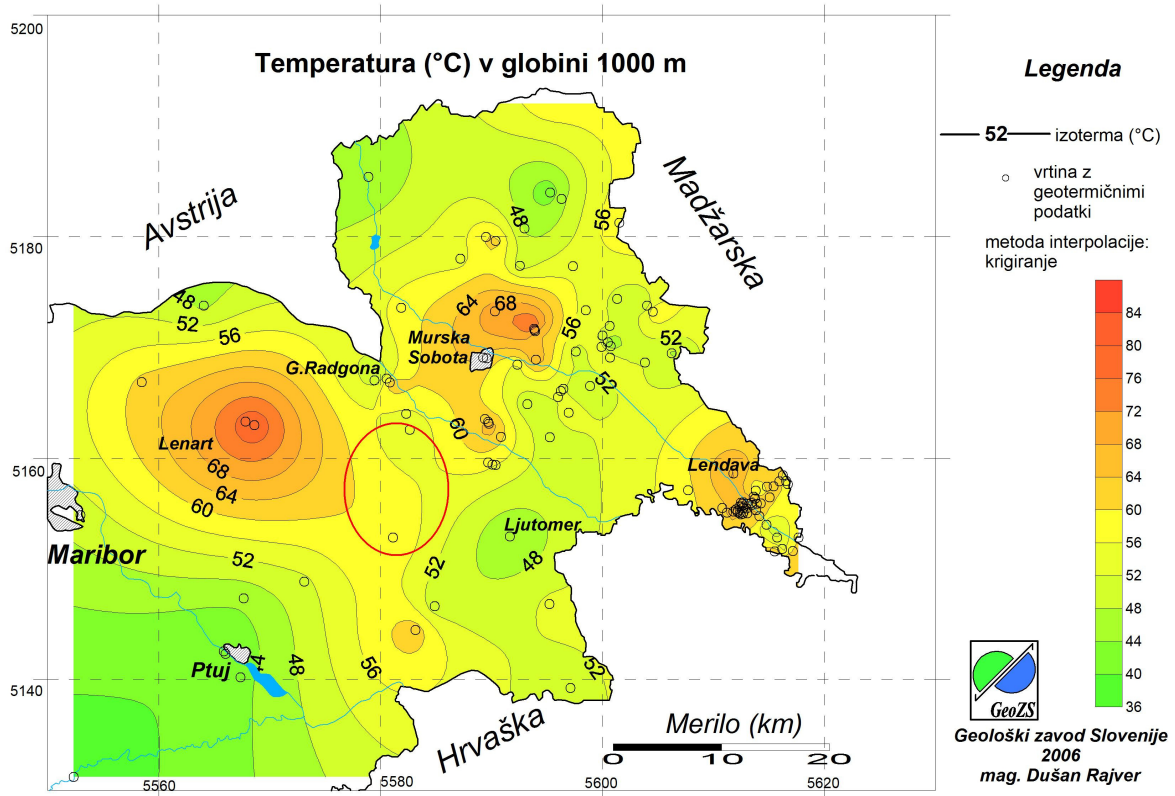 5200
Temperatura (°C) v globini 1000 m
Legenda
52 izoterma (°C)
vrtina z
geotermičnimi
podatki
metoda interpolacije:
krigiranje
Avstrija
Madžarska
48
56
5180
48
52
56
64
68
56
Murska
Sobota
52
G.Radgona
52
84
80
76
72
68
64
60
56
52
48
44
40
36
60
Lenart
68
64
60
5160
Lendava
Ljutomer
48
Maribor
52
52
Ptuj
44
48
56
52
5140
Hrvaška
Merilo (km)
0 10 20
5560
5580
5600
5620
GeoZS
Geološki zavod Slovenije
2006
mag. Dušan Rajver